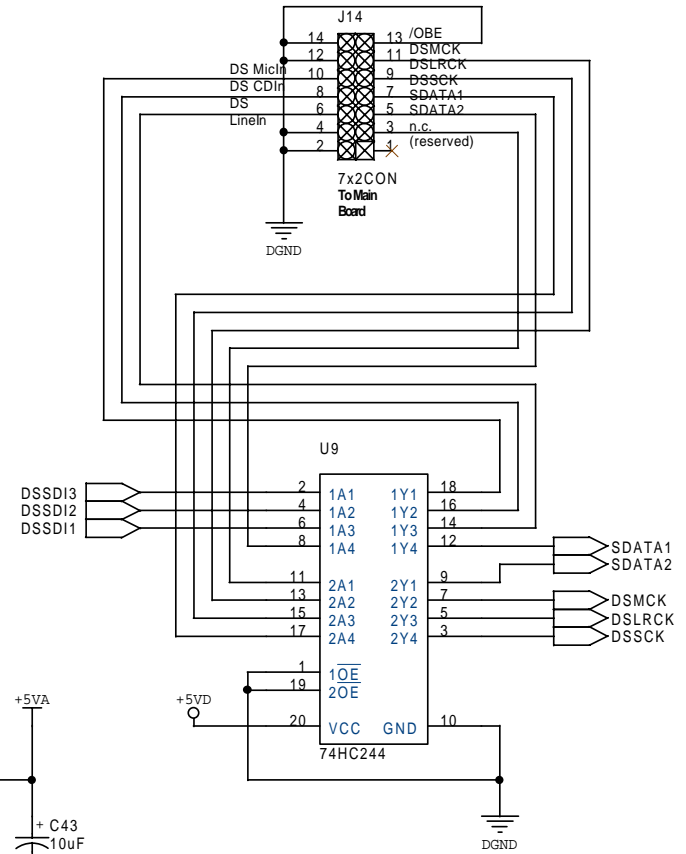 J14
14 13 /OBE
12 11 DSMCK
DS MicIn 10 9 DSLRCK
DS CDIn 8 7 DSSCK
DS 6 5 SDATA1
LineIn 4 3 SDATA2
2 1 n.c.
(reserved)
7x2CON
To Main
Board
DGND
U9
DSSDI3 2 1A1 1Y1 18
DSSDI2 4 1A2 1Y2 16
DSSDI1 6 1A3 1Y3 14
8 1A4 1Y4 12 SDATA1
11 2A1 2Y1 9 SDATA2
13 2A2 2Y2 7 DSMCK
15 2A3 2Y3 5 DSLRCK
17 2A4 2Y4 3 DSSCK
1 1OE
19 2OE
+5VA +5VD
20 VCC GND 10
74HC244
+ C43
10uF
DGND